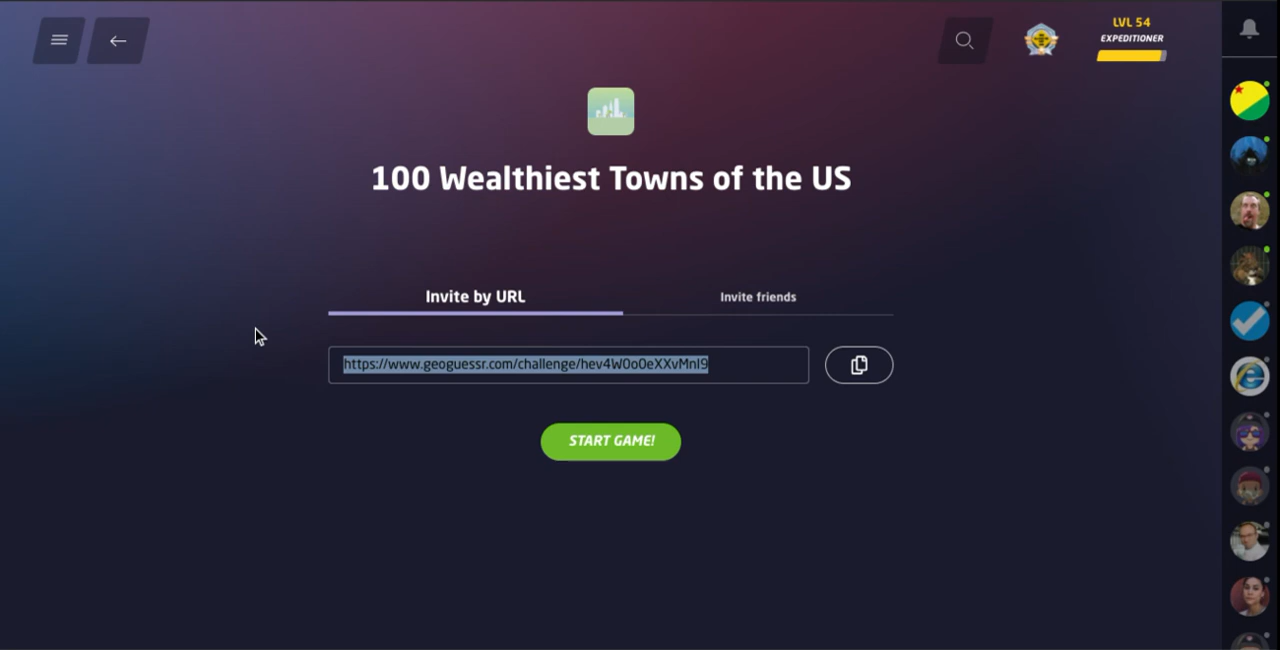 LVL 54
EXPEDITIONER
100 Wealthiest Towns of the US
Invite by URL
Invite friends
https://www.geoguessr.com/challenge/hev4W0o0eXXvMnI9
START GAME!